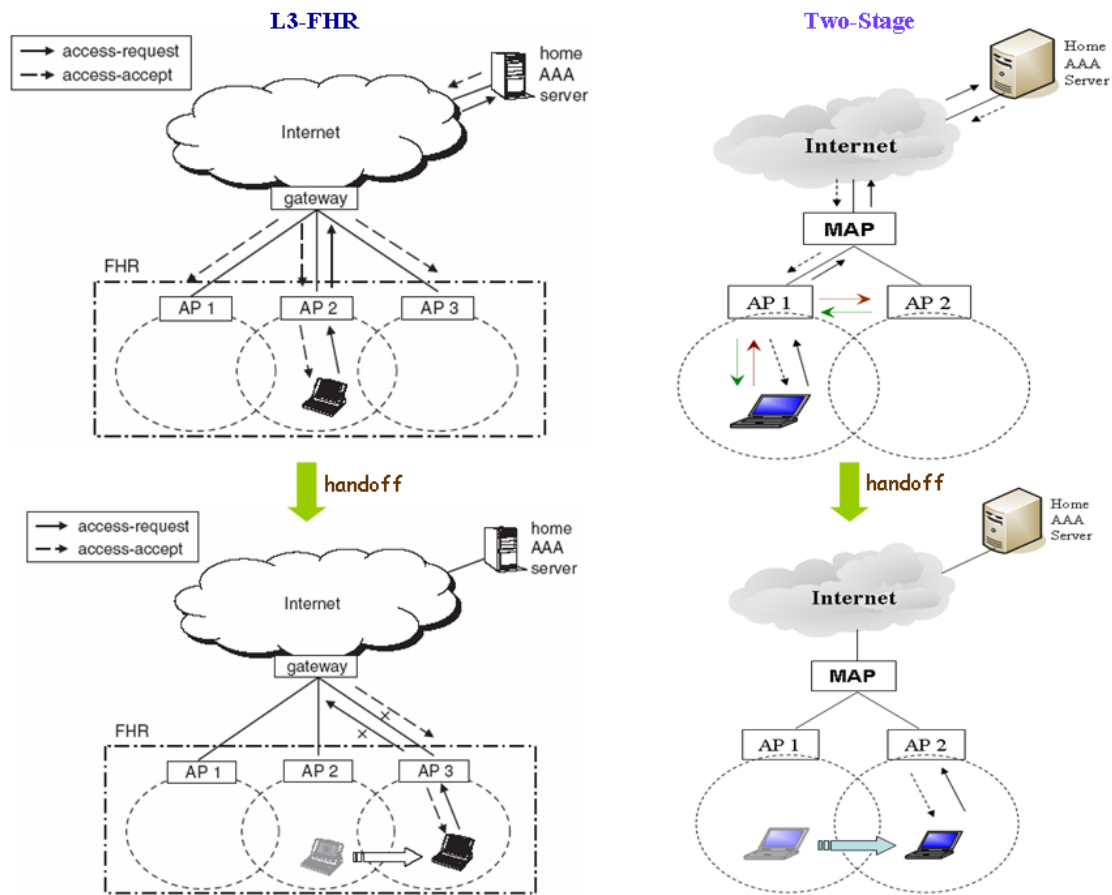 L3-FHR
access-request
access-accept
home
AAA
server
Internet
gateway
FHR
AP 1
AP 2
AP 3
handoff
access-request
access-accept
home
AAA
server
Internet
gateway
×
×
FHR
AP 1
AP 2
AP 3
Two-Stage
Home
AAA
Server
Internet
MAP
AP 1
AP 2
handoff
Home
AAA
Server
Internet
MAP
AP 1
AP 2